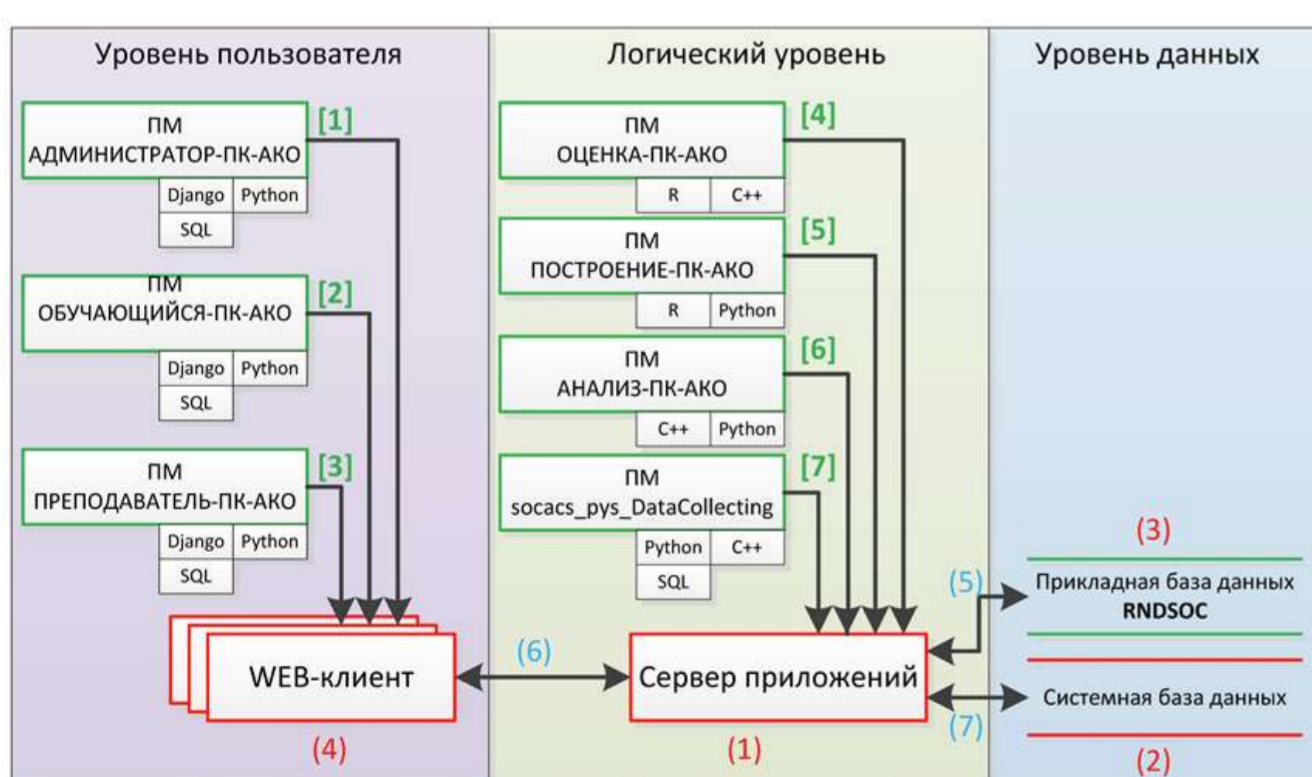 Уровень пользователя
ПМ
АДМИНИСТРАТОР-ПК-АКО
[1]
Django Python
SQL
ПМ
ОБУЧАЮЩИЙСЯ-ПК-АКО
[2]
Django Python
SQL
ПМ
ПРЕПОДАВАТЕЛЬ-ПК-АКО
[3]
Django Python
SQL
WEB-клиент
(4)
(6)
Логический уровень
ПМ
ОЦЕНКА-ПК-АКО
[4]
R C++
ПМ
ПОСТРОЕНИЕ-ПК-АКО
[5]
R Python
ПМ
АНАЛИЗ-ПК-АКО
[6]
C++ Python
ПМ
socacs_pys_DataCollecting
[7]
Python C++
SQL
Сервер приложений
(1)
(5)
(7)
Уровень данных
(3)
Прикладная база данных
RNDSOC
Системная база данных
(2)